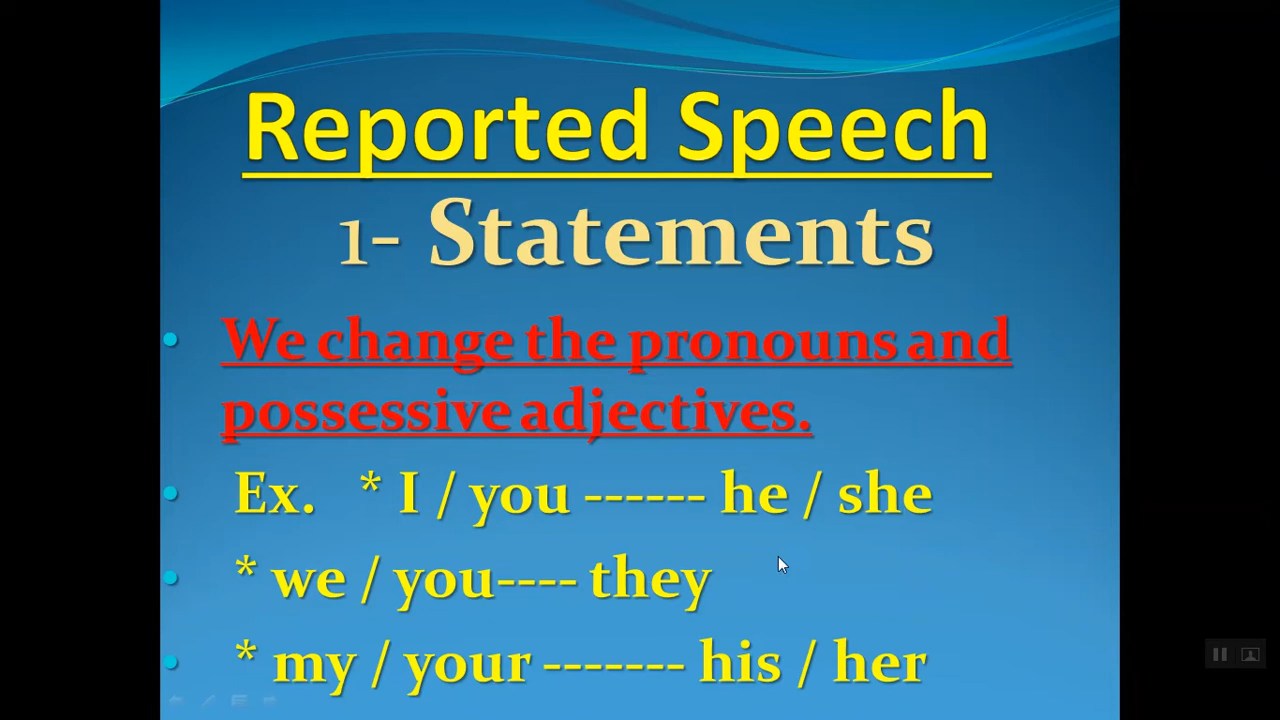 Reported Speech
1- Statements
• We change the pronouns and
possessive adjectives.
• Ex. * I / you ------ he / she
• * we / you---- they
• * my / your ------- his / her